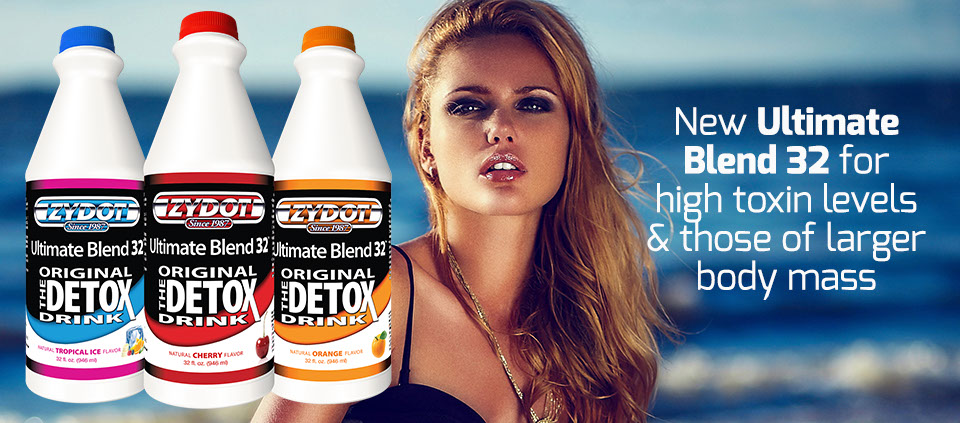 ZYDOT
Since 1987
Ultimate Blend 32™
THE
ORIGINAL
DETOX
DRINK
NATURAL TROPICAL ICE FLAVOR
32 fl. oz. (946 ml)
ZYDOT
Since 1987
Ultimate Blend 32™
THE
ORIGINAL
DETOX
DRINK
NATURAL CHERRY FLAVOR
32 fl. oz. (946 ml)
ZYDOT
Since 1987
Ultimate Blend 32™
THE
ORIGINAL
DETOX
DRINK
NATURAL ORANGE FLAVOR
32 fl. oz. (946 ml)
New Ultimate
Blend 32 for
high toxin levels
& those of larger
body mass